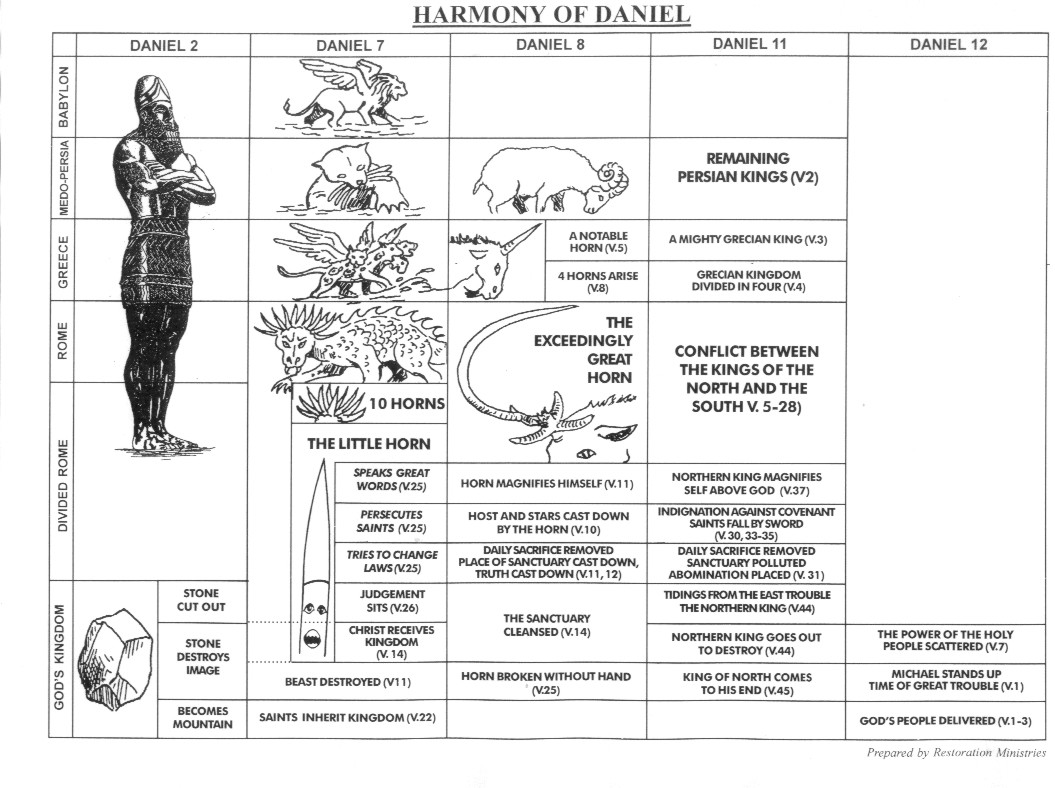 HARMONY OF DANIEL
DANIEL 2
DANIEL 7
DANIEL 8
DANIEL 11
DANIEL 12
BABYLON
MEDO-PERSIA
REMAINING
PERSIAN KINGS (V2)
GREECE
A NOTABLE
HORN (V.5)
A MIGHTY GRECIAN KING (V.3)
4 HORNS ARISE
(V.8)
GRECIAN KINGDOM
DIVIDED IN FOUR (V.4)
ROME
THE
EXCEEDINGLY
GREAT
HORN
CONFLICT BETWEEN
THE KINGS OF THE
NORTH AND THE
SOUTH V. 5-28)
DIVIDED ROME
10 HORNS
THE LITTLE HORN
SPEAKS GREAT
WORDS (V.25)
HORN MAGNIFIES HIMSELF (V.11)
NORTHERN KING MAGNIFIES
SELF ABOVE GOD (V.37)
PERSECUTES
SAINTS (V.25)
HOST AND STARS CAST DOWN
BY THE HORN (V.10)
INDIGNATION AGAINST COVENANT
SAINTS FALL BY SWORD
(V.30, 33-35)
TRIES TO CHANGE
LAWS (V.25)
DAILY SACRIFICE REMOVED
PLACE OF SANCTUARY CAST DOWN,
TRUTH CAST DOWN (V.11, 12)
DAILY SACRIFICE REMOVED
SANCTUARY POLLUTED
ABOMINATION PLACED (V. 31)
GOD'S KINGDOM
STONE
CUT OUT
JUDGEMENT
SITS (V.26)
THE SANCTUARY
CLEANSED (V.14)
TIDINGS FROM THE EAST TROUBLE
THE NORTHERN KING (V.44)
STONE
DESTROYS
IMAGE
CHRIST RECEIVES
KINGDOM
(V. 14)
NORTHERN KING GOES OUT
TO DESTROY (V.44)
THE POWER OF THE HOLY
PEOPLE SCATTERED (V.7)
BEAST DESTROYED (V11)
HORN BROKEN WITHOUT HAND
(V.25)
KING OF NORTH COMES
TO HIS END (V.45)
MICHAEL STANDS UP
TIME OF GREAT TROUBLE (V.1)
BECOMES
MOUNTAIN
SAINTS INHERIT KINGDOM (V.22)
GOD'S PEOPLE DELIVERED (V.1-3)
Prepared by Restoration Ministries